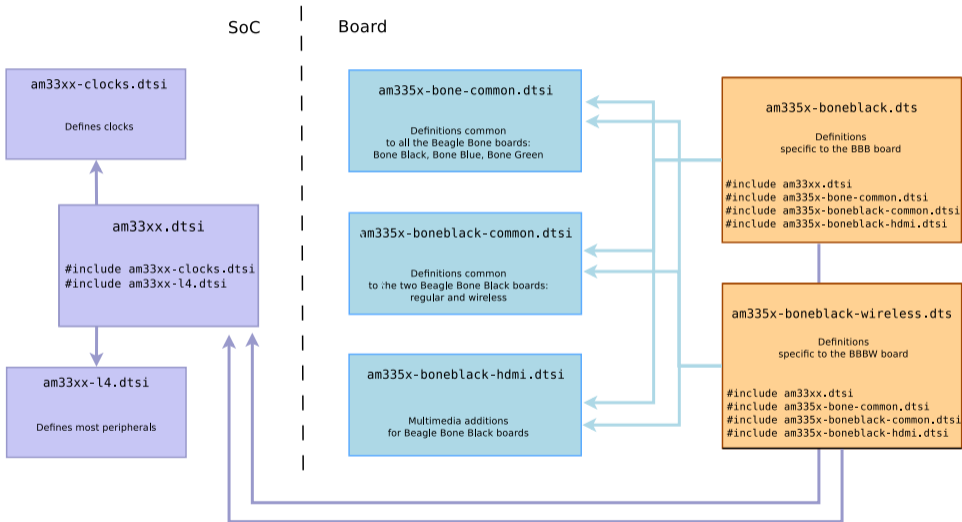 SoC
Board
am33xx-clocks.dtsi
Defines clocks
am33xx.dtsi
#include am33xx-clocks.dtsi
#include am33xx-l4.dtsi
am33xx-l4.dtsi
Defines most peripherals
am335x-bone-common.dtsi
Definitions common
to all the Beagle Bone boards:
Bone Black, Bone Blue, Bone Green
am335x-boneblack-common.dtsi
Definitions common
to the two Beagle Bone Black boards:
regular and wireless
am335x-boneblack-hdmi.dtsi
Multimedia additions
for Beagle Bone Black boards
am335x-boneblack.dts
Definitions
specific to the BBB board
#include am33xx.dtsi
#include am335x-bone-common.dtsi
#include am335x-boneblack-common.dtsi
#include am335x-boneblack-hdmi.dtsi
am335x-boneblack-wireless.dts
Definitions
specific to the BBBW board
#include am33xx.dtsi
#include am335x-bone-common.dtsi
#include am335x-boneblack-common.dtsi
#include am335x-boneblack-hdmi.dtsi